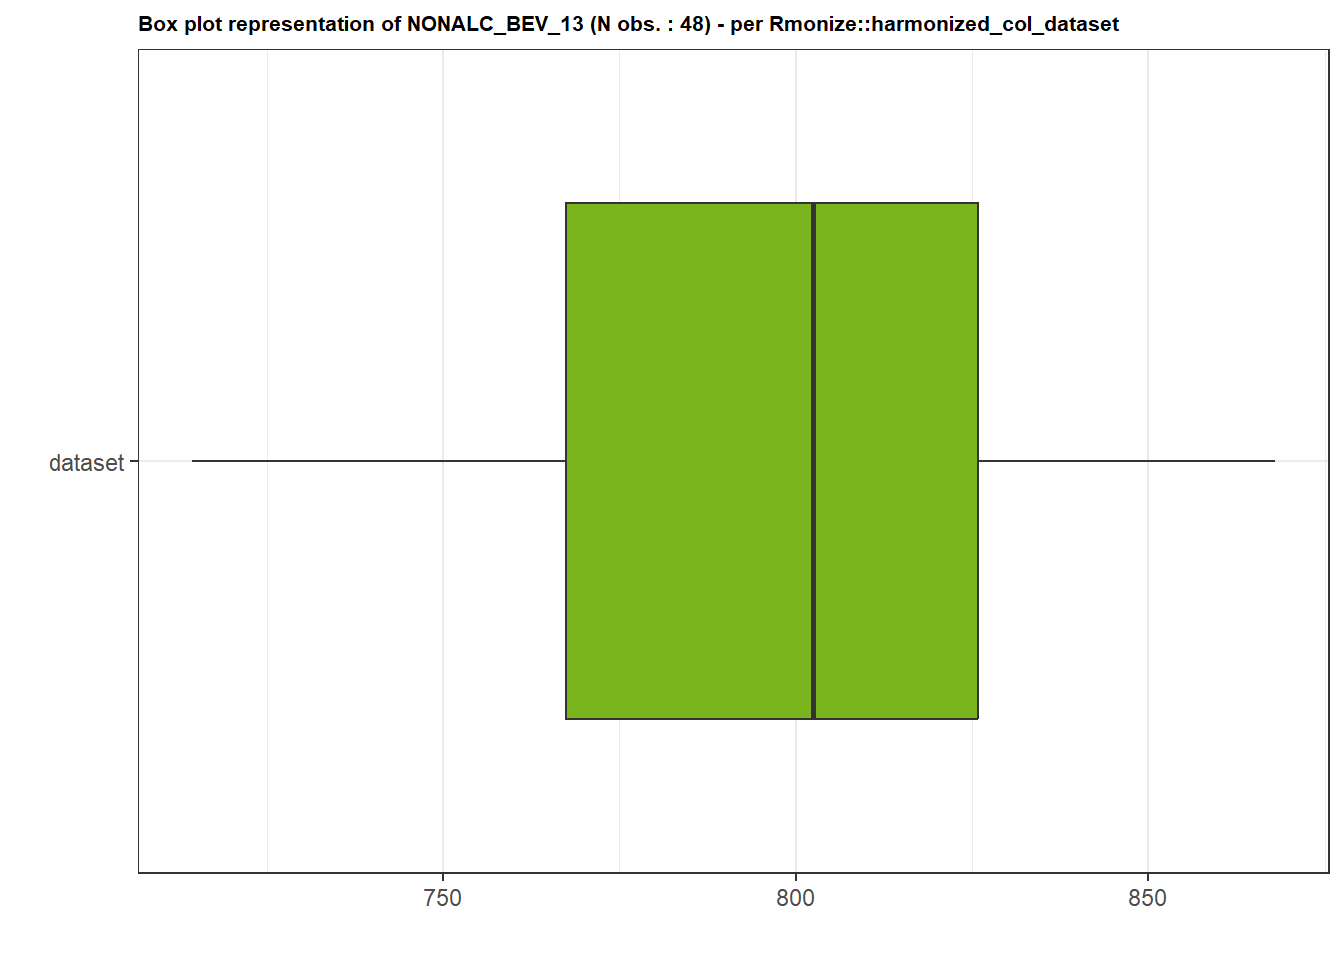 Box plot representation of NONALC_BEV_13 (N obs. : 48) - per Rmonize::harmonized_col_dataset
dataset
750 800 850